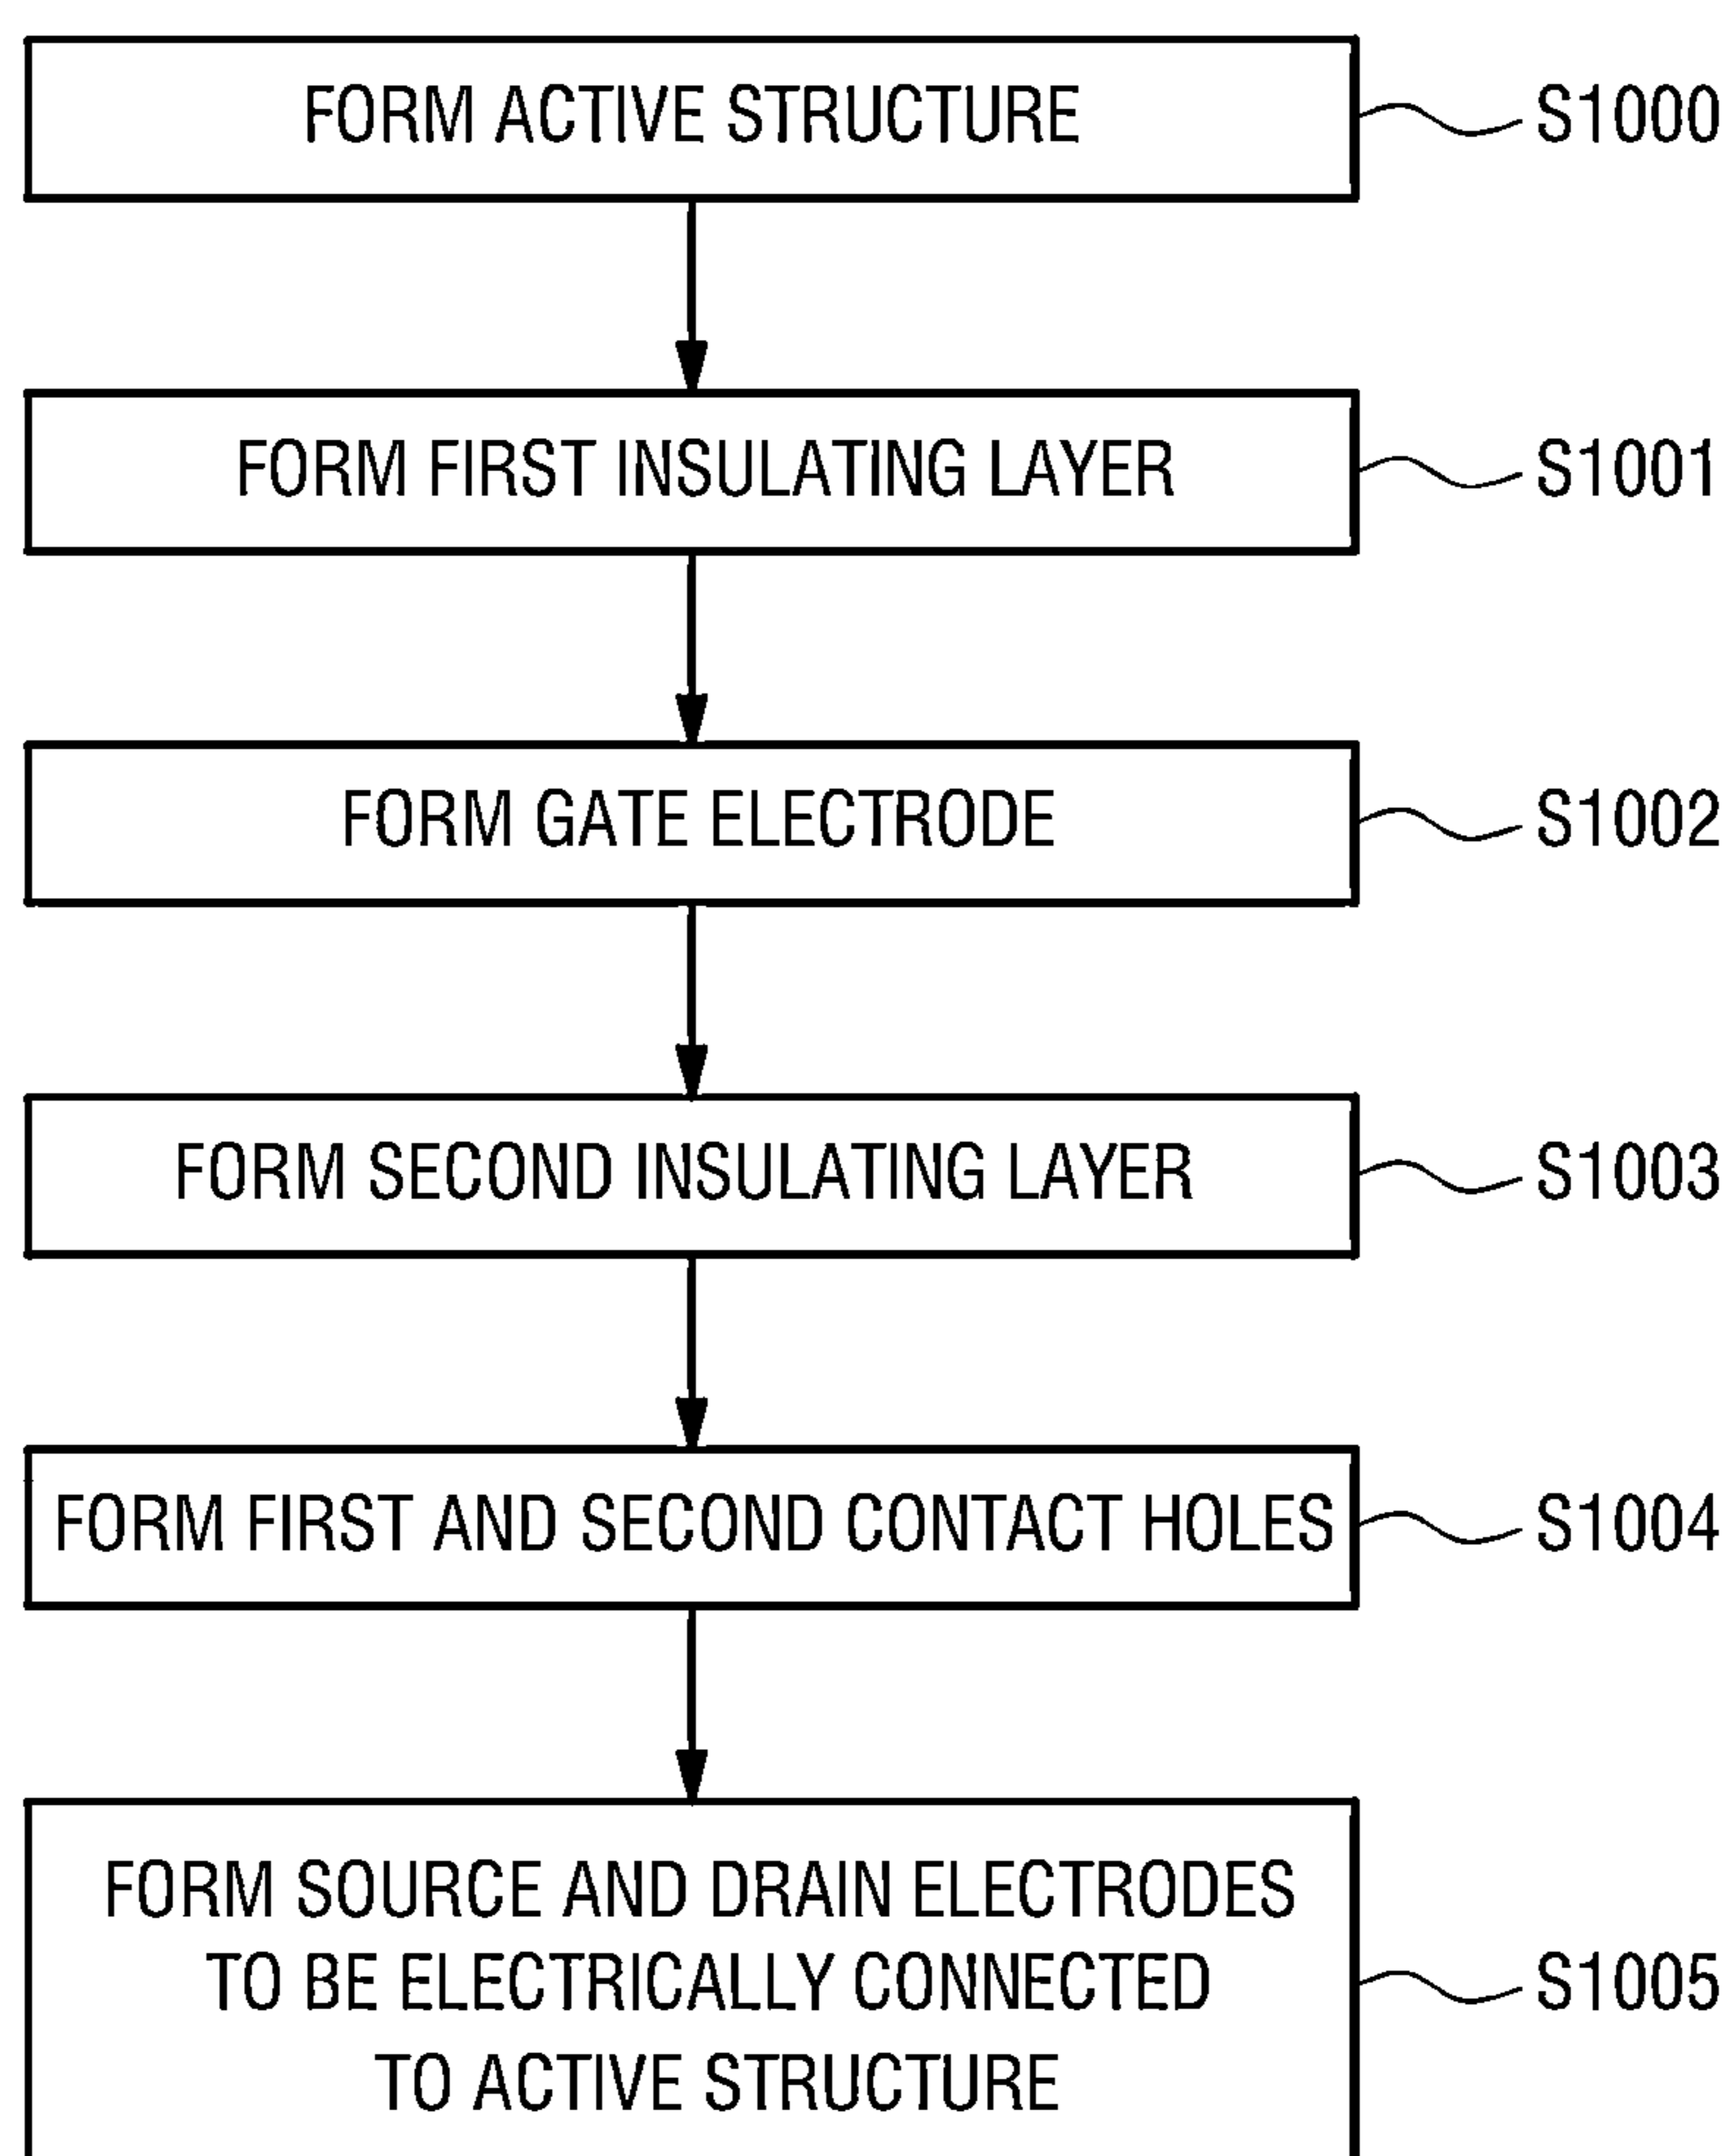 FORM ACTIVE STRUCTURE S1000
FORM FIRST INSULATING LAYER S1001
FORM GATE ELECTRODE S1002
FORM SECOND INSULATING LAYER S1003
FORM FIRST AND SECOND CONTACT HOLES S1004
FORM SOURCE AND DRAIN ELECTRODES
TO BE ELECTRICALLY CONNECTED S1005
TO ACTIVE STRUCTURE